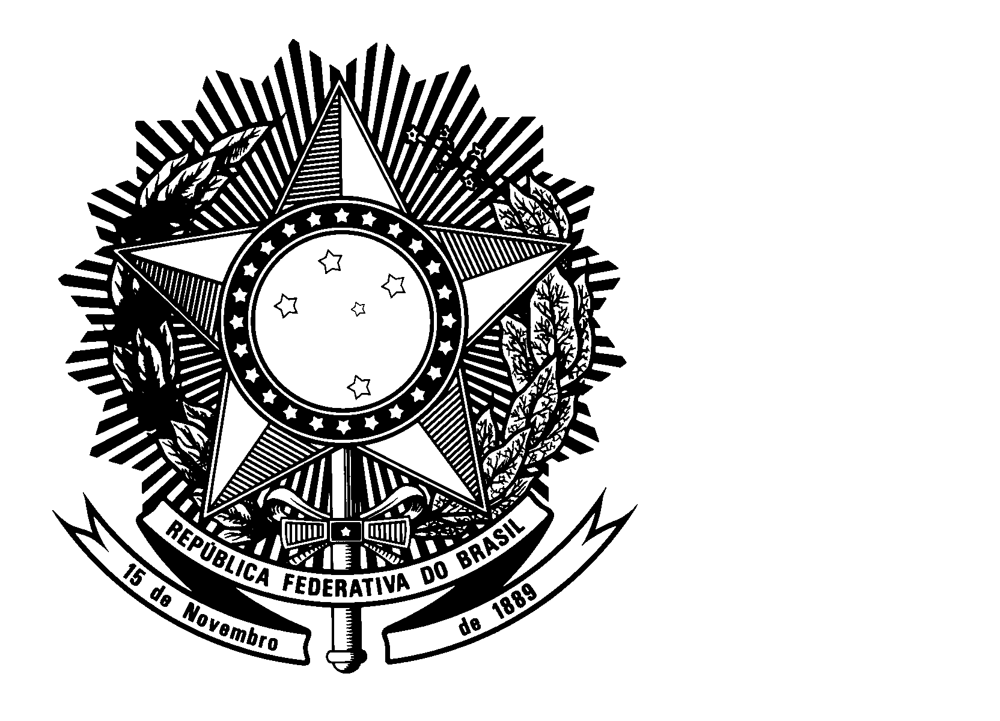 REPÚBLICA FEDERATIVA DO BRASIL
15 de Novembro de 1889